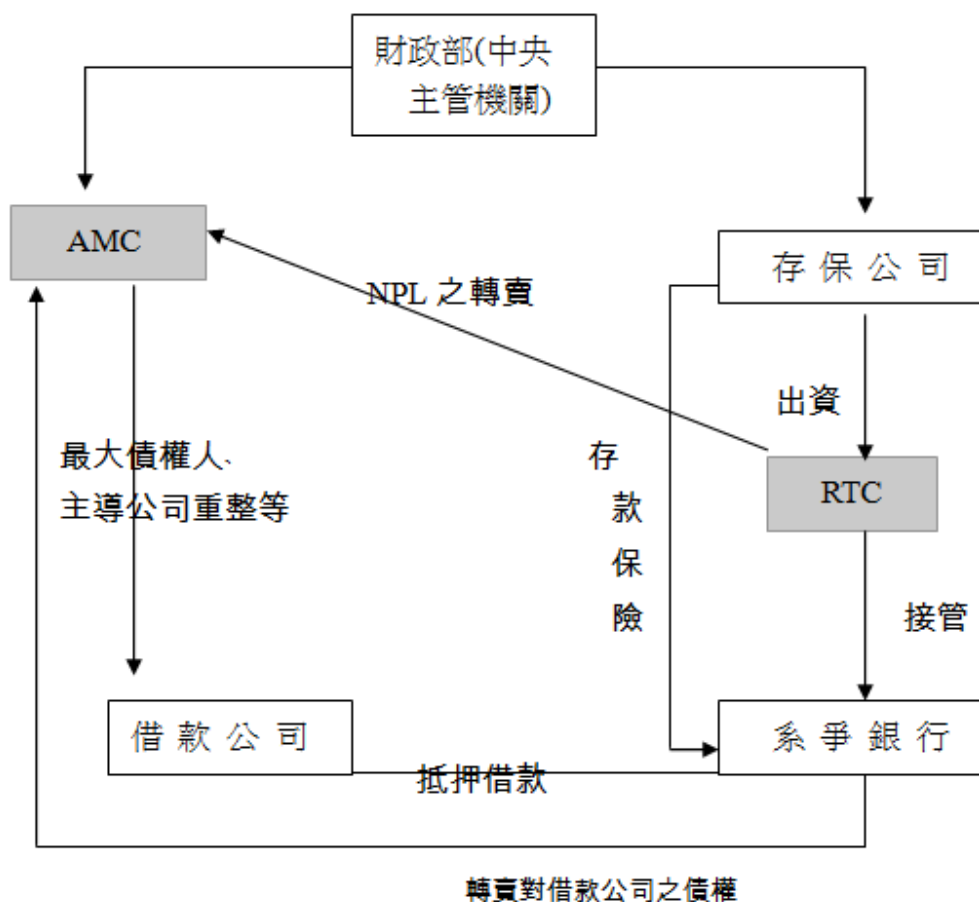 財政部(中央
主管機關)
AMC
存保公司
NPL 之轉賣
出資
最大債權人、
主導公司重整等
存
款
保
險
RTC
接管
借款公司
系爭銀行
抵押借款
轉賣對借款公司之債權